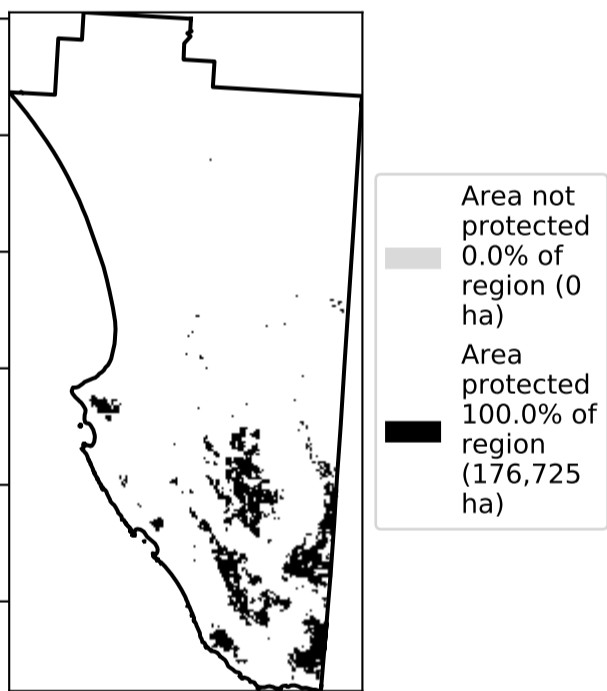 Area not
protected
0.0% of
region (0
ha)
Area
protected
100.0% of
region
(176,725
ha)